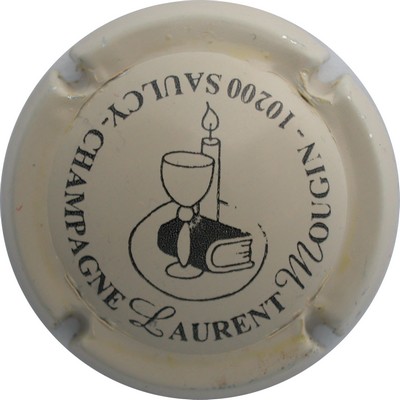 CHAMPAGNE LAURENT MOUGIN - 10200 SAULCY -